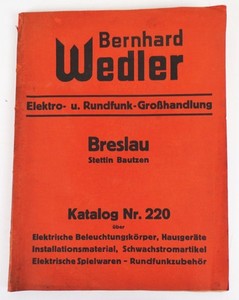 Bernhard
Wedler
Elektro- u. Rundfunk-Großhandlung
Breslau
Stettin Bautzen
Katalog Nr. 220
über
Elektrische Beleuchtungskörper, Hausgeräte
Installationsmaterial, Schwachstromartikel
Elektrische Spielwaren - Rundfunkzubehör